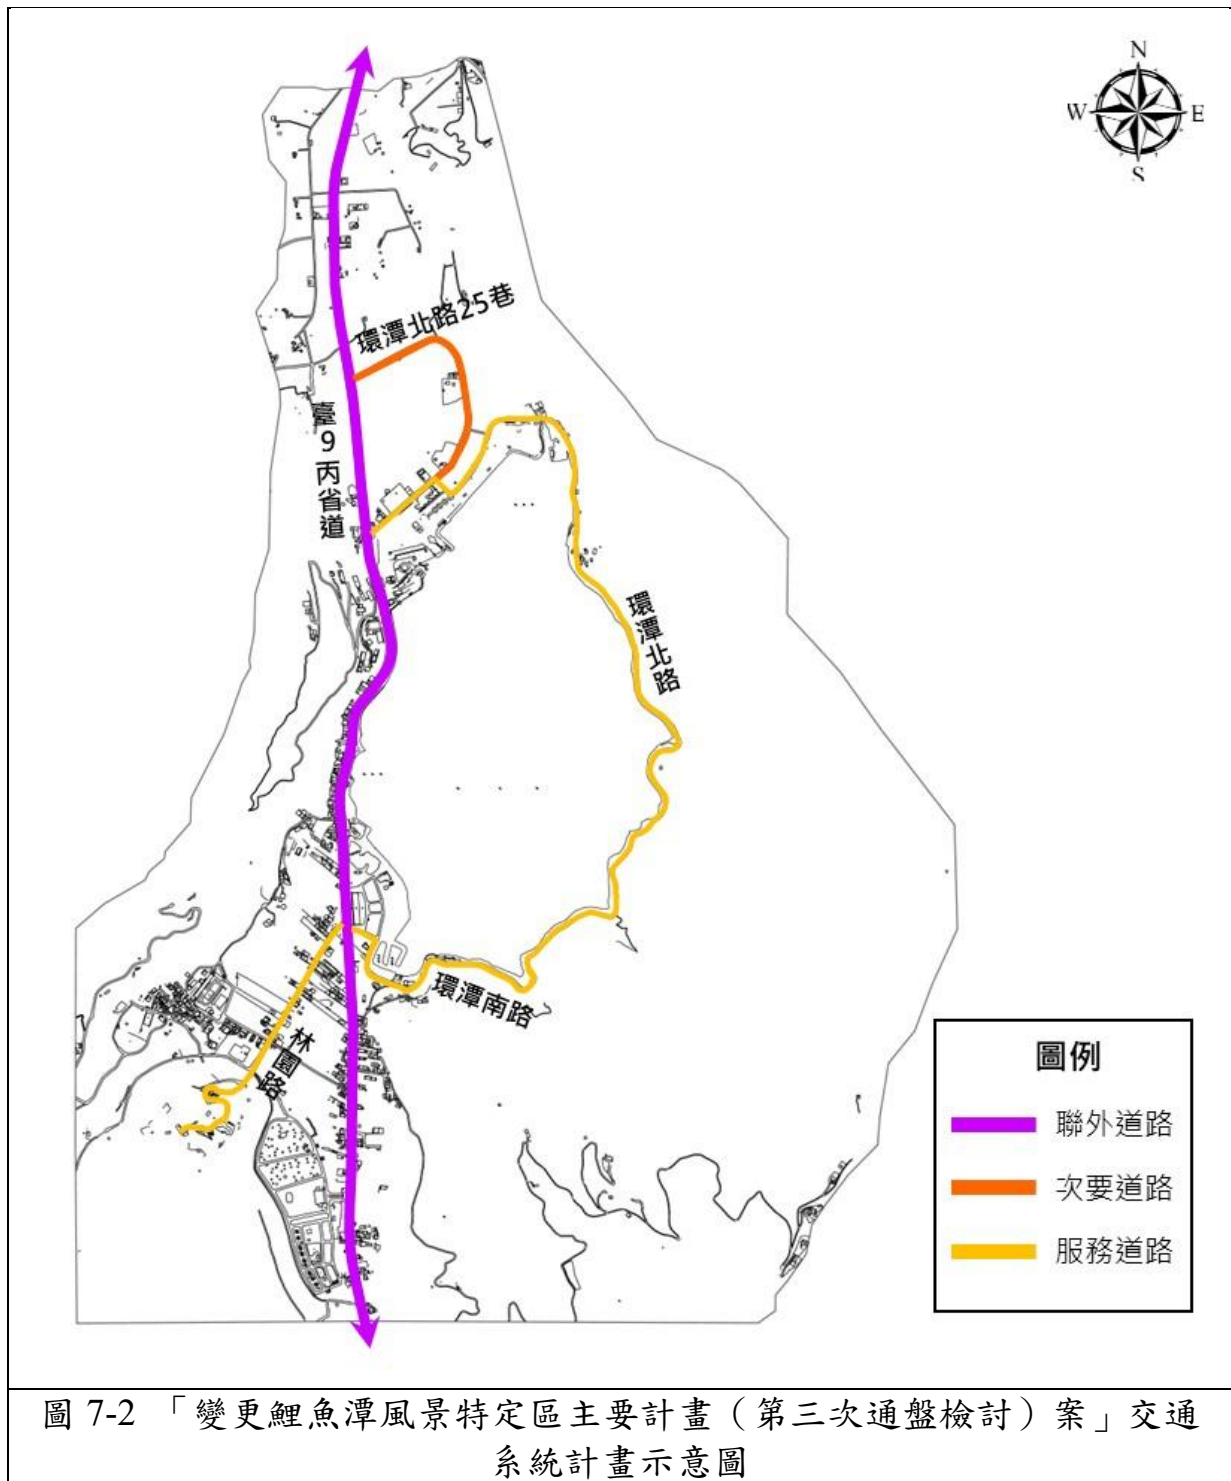 N
W
E
S
環潭北路25巷
臺9丙省道
環潭北路
環潭南路
林園路
圖例
聯外道路
次要道路
服務道路
圖 7-2 「變更鯉魚潭風景特定區主要計畫（第三次通盤檢討）案」交通
系統計畫示意圖